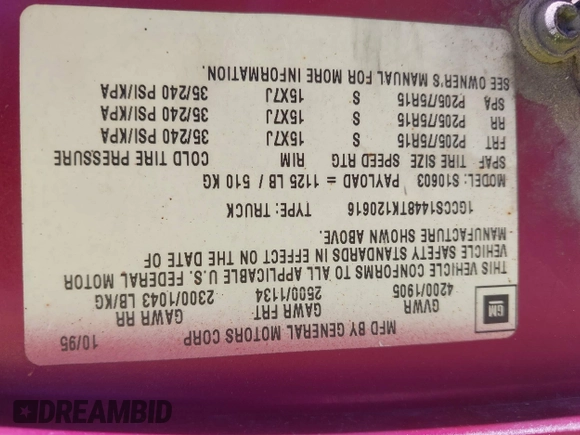 MFD BY GENERAL MOTORS CORP 10/95
GM
GVWR GAWR FRT GAWR RR
4200/1905 2500/1134 2300/1043 LB/KG
THIS VEHICLE CONFORMS TO ALL APPLICABLE U.S. FEDERAL MOTOR
VEHICLE SAFETY STANDARDS IN EFFECT ON THE DATE OF
MANUFACTURE SHOWN ABOVE.
1GCCS1448TK120616 TYPE: TRUCK
MODEL: S10603 PAYLOAD = 1125 LB / 510 KG
SPAF TIRE SIZE SPEED RTG RIM COLD TIRE PRESSURE
FRT P205/75R15 S 15X7J 35/240 PSI/KPA
RR P205/75R15 S 15X7J 35/240 PSI/KPA
SPA P205/75R15 S 15X7J 35/240 PSI/KPA
SEE OWNER'S MANUAL FOR MORE INFORMATION.
DREAMBID